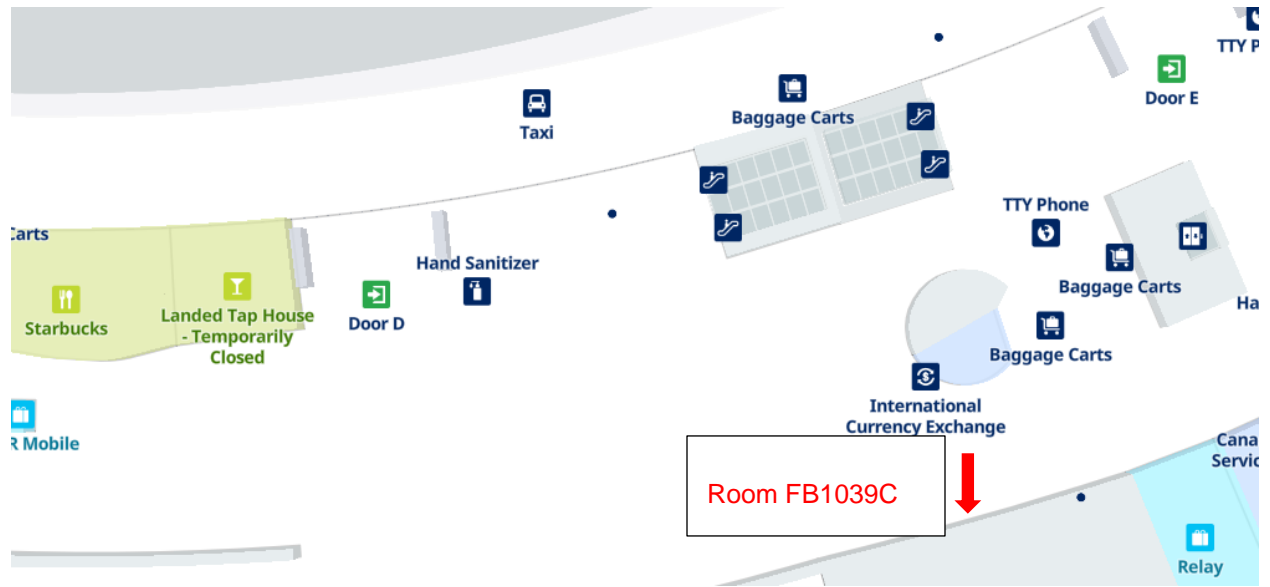 TTY P
Door E
Baggage Carts
Taxi
TTY Phone
Carts
Hand Sanitizer
Baggage Carts
Ha
Starbucks
Landed Tap House
- Temporarily
Closed
Door D
Baggage Carts
International
Currency Exchange
R Mobile
Cana
Servic
Room FB1039C
Relay